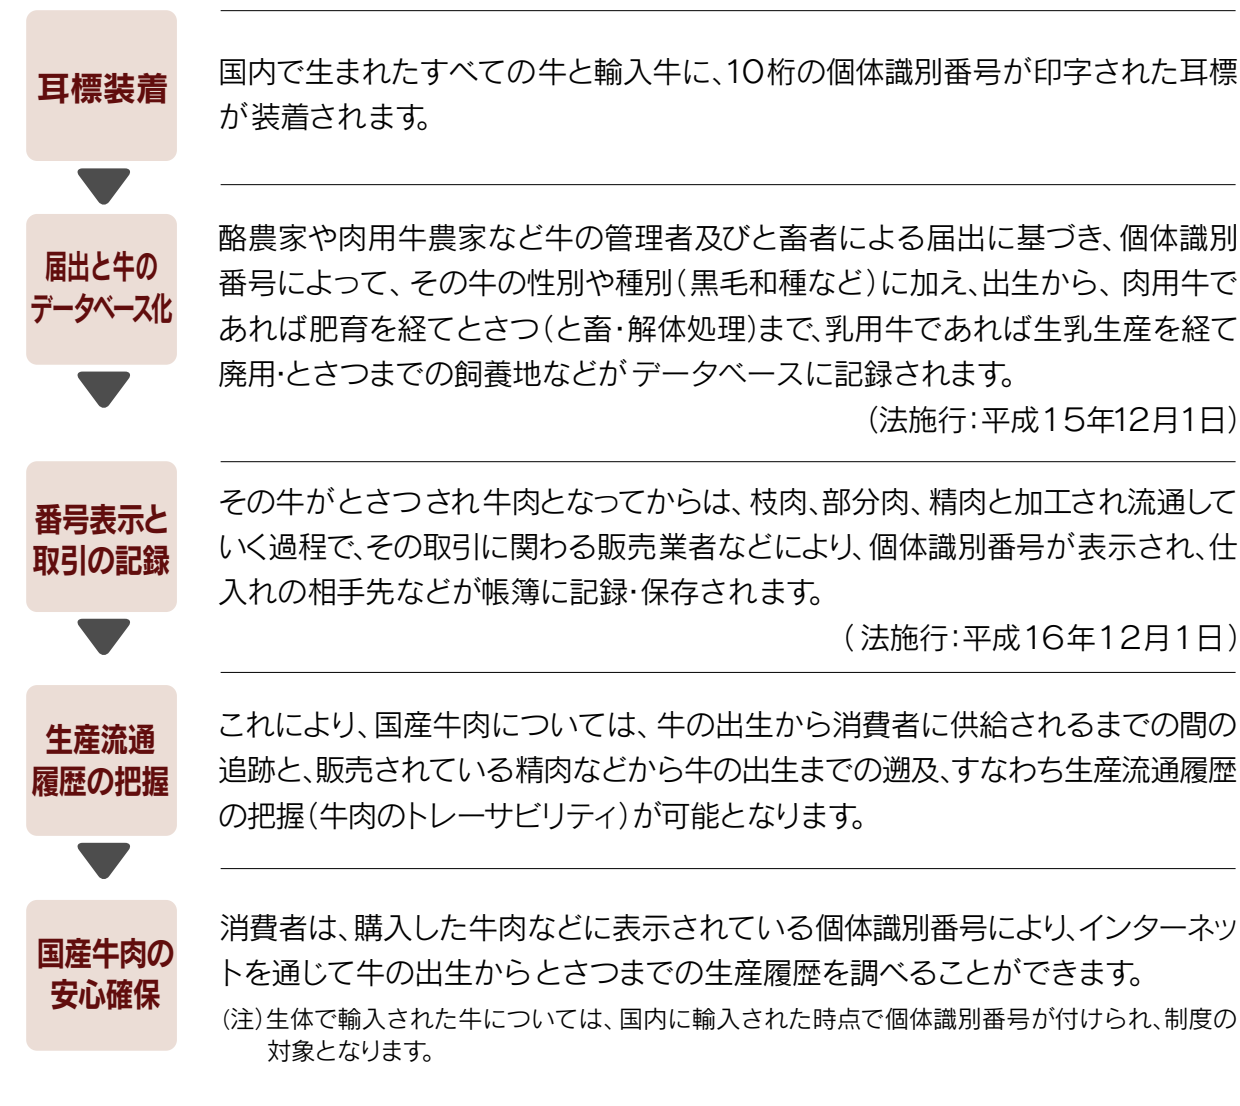 耳標装着
国内で生まれたすべての牛と輸入牛に、10桁の個体識別番号が印字された耳標
が装着されます。
届出と牛の
データベース化
酪農家や肉用牛農家など牛の管理者及びと畜者による届出に基づき、個体識別
番号によって、その牛の性別や種別（黒毛和種など）に加え、出生から、肉用牛で
あれば肥育を経てとさつ（と畜・解体処理）まで、乳用牛であれば生乳生産を経て
廃用・とさつまでの飼養地などがデータベースに記録されます。
（法施行：平成15年12月1日）
番号表示と
取引の記録
その牛がとさつされ牛肉となってからは、枝肉、部分肉、精肉と加工され流通して
いく過程で、その取引に関わる販売業者などにより、個体識別番号が表示され、仕
入れの相手先などが帳簿に記録・保存されます。
（法施行：平成16年12月1日）
生産流通
履歴の把握
これにより、国産牛肉については、牛の出生から消費者に供給されるまでの間の
追跡と、販売されている精肉などから牛の出生までの遡及、すなわち生産流通履歴
の把握（牛肉のトレーサビリティ）が可能となります。
国産牛肉の
安心確保
消費者は、購入した牛肉などに表示されている個体識別番号により、インターネッ
トを通じて牛の出生からとさつまでの生産履歴を調べることができます。
（注）生体で輸入された牛については、国内に輸入された時点で個体識別番号が付けられ、制度の
対象となります。